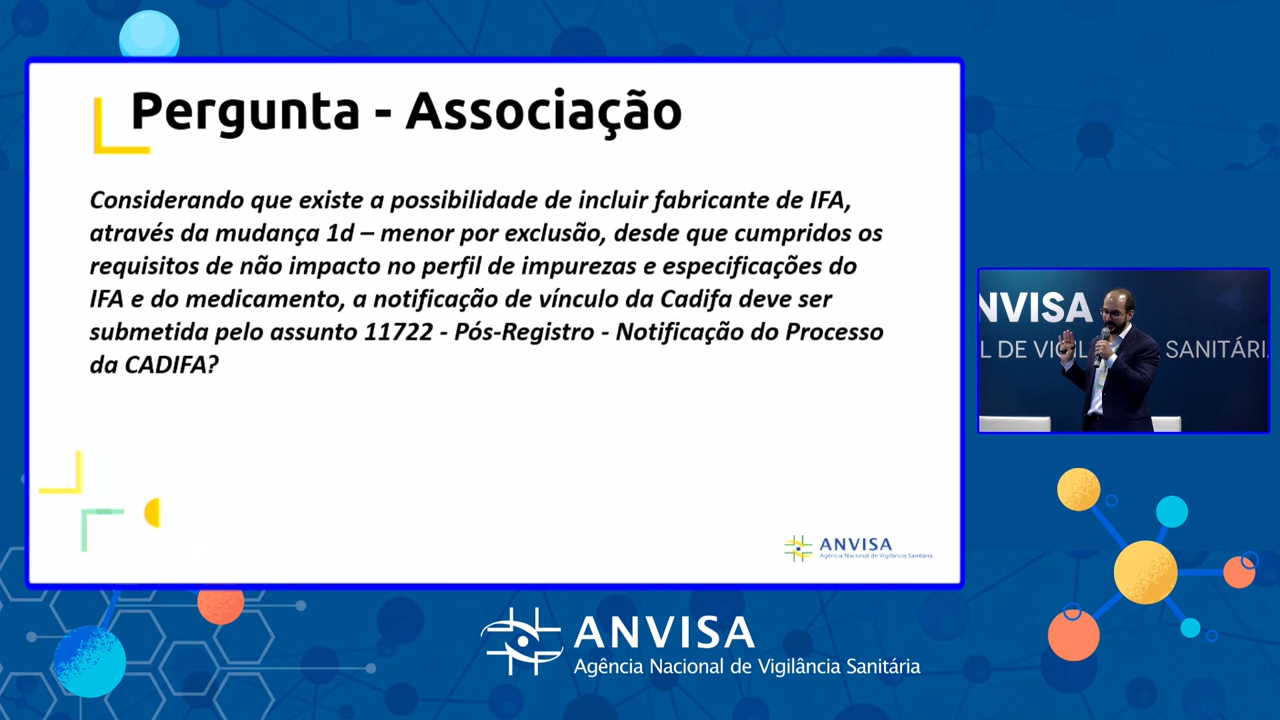 Pergunta - Associação
Considerando que existe a possibilidade de incluir fabricante de IFA,
através da mudança 1d – menor por exclusão, desde que cumpridos os
requisitos de não impacto no perfil de impurezas e especificações do
IFA e do medicamento, a notificação de vínculo da Cadifa deve ser
submetida pelo assunto 11722 - Pós-Registro - Notificação do Processo
da CADIFA?
ANVISA
Agência Nacional de Vigilância Sanitária
NVISA
L DE VIGIL SANITÁRI
ANVISA
Agência Nacional de Vigilância Sanitária